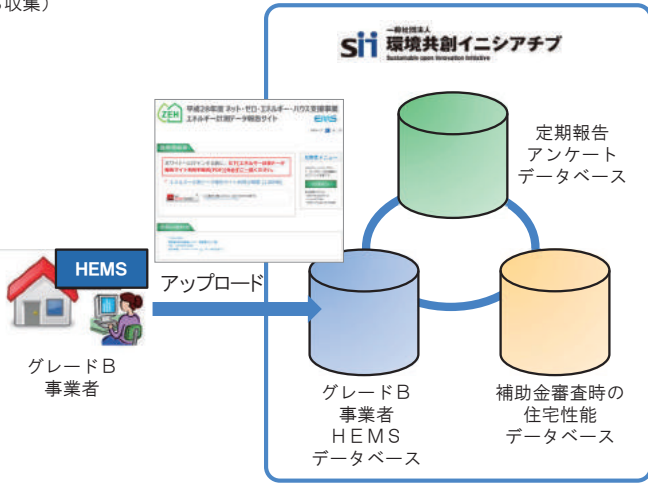 収集）
一般社団法人
sii 環境共創イニシアチブ
Sustainable open Innovation Initiative
ZEH 平成28年度 ネット・ゼロ・エネルギー・ハウス支援事業
エネルギー計測データ報告サイト
EMS
定期報告
アンケート
データベース
HEMS
アップロード
グレードB
事業者
グレードB
事業者
HEMS
データベース
補助金審査時の
住宅性能
データベース